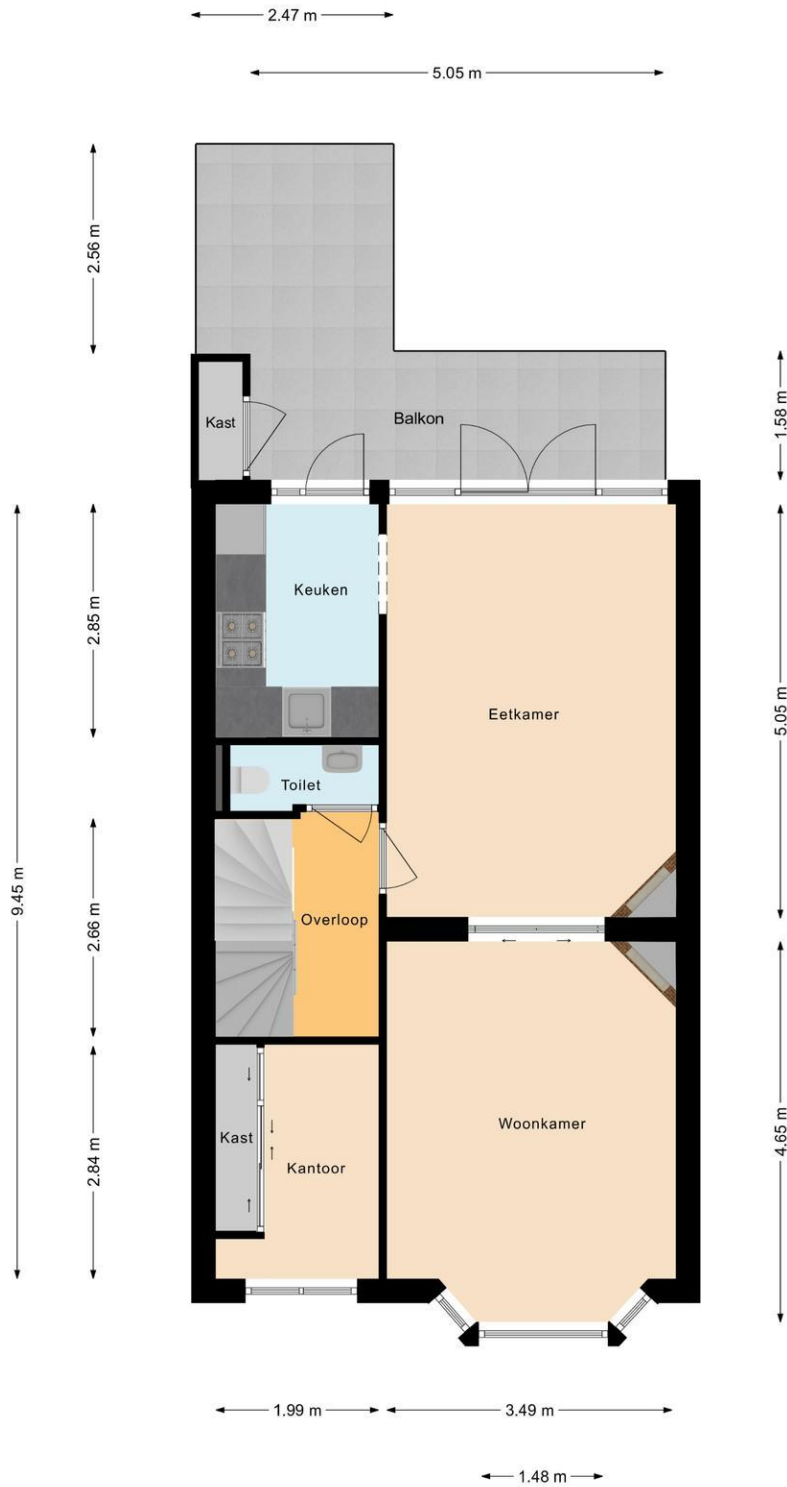 2.47 m
5.05 m
2.56 m
1.58 m
Kast
Balkon
Keuken
2.85 m
5.05 m
Eetkamer
Toilet
9.45 m
2.66 m
Overloop
Woonkamer
4.65 m
Kast
2.84 m
Kantoor
1.99 m
3.49 m
1.48 m